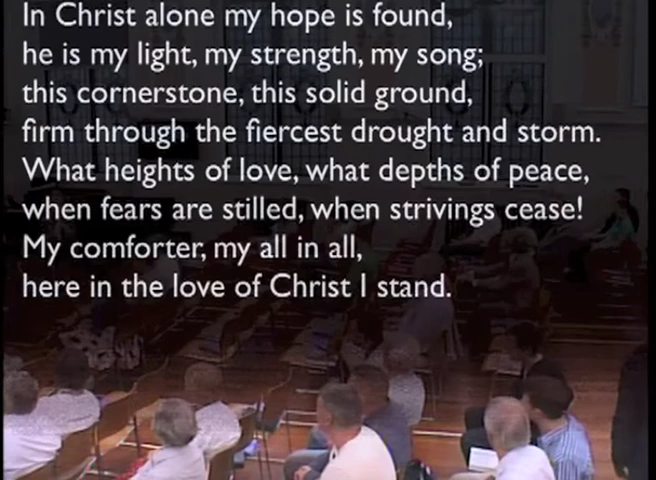 In Christ alone my hope is found,
he is my light, my strength, my song;
this cornerstone, this solid ground,
firm through the fiercest drought and storm.
What heights of love, what depths of peace,
when fears are stilled, when strivings cease!
My comforter, my all in all,
here in the love of Christ I stand.